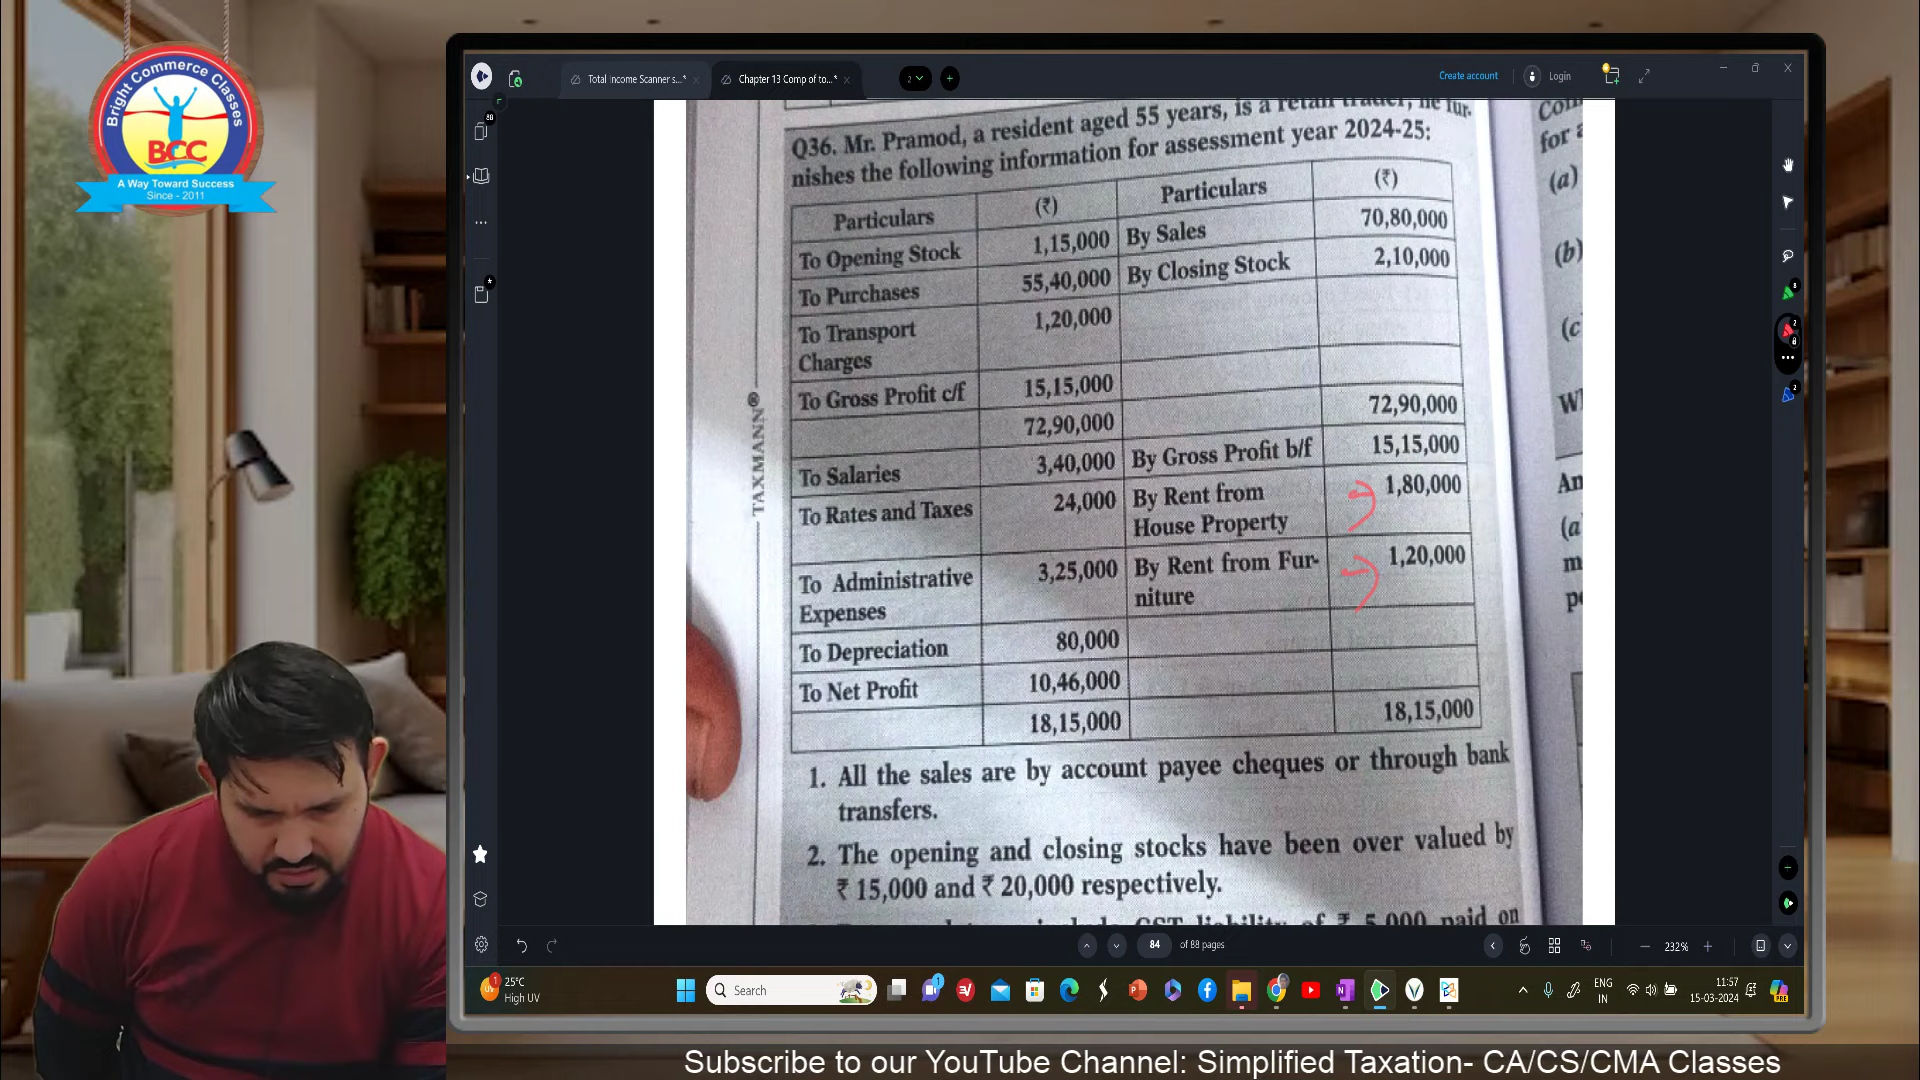 Bright Commerce Classes
BCC
A Way Toward Success
Since - 2011
Total Income Scanner s...*
Chapter 13 Comp of to...*
2
Create account
Login
88
Q36. Mr. Pramod, a resident aged 55 years, is a retail trader, he fur-
nishes the following information for assessment year 2024-25:
Particulars (₹) Particulars (₹)
To Opening Stock 1,15,000 By Sales 70,80,000
To Purchases 55,40,000 By Closing Stock 2,10,000
To Transport Charges 1,20,000
To Gross Profit c/f 15,15,000
72,90,000 72,90,000
To Salaries 3,40,000 By Gross Profit b/f 15,15,000
To Rates and Taxes 24,000 By Rent from House Property 1,80,000
To Administrative Expenses 3,25,000 By Rent from Fur-niture 1,20,000
To Depreciation 80,000
To Net Profit 10,46,000
18,15,000 18,15,000
1. All the sales are by account payee cheques or through bank
transfers.
2. The opening and closing stocks have been over valued by
₹ 15,000 and ₹ 20,000 respectively.
GST liability of ₹ 5,000 paid on
TAXMANN®
for
(a)
(b)
(c
(a
84 of 88 pages
232%
25°C
High UV
Search
ENG
IN
11:57
15-03-2024
Subscribe to our YouTube Channel: Simplified Taxation- CA/CS/CMA Classes